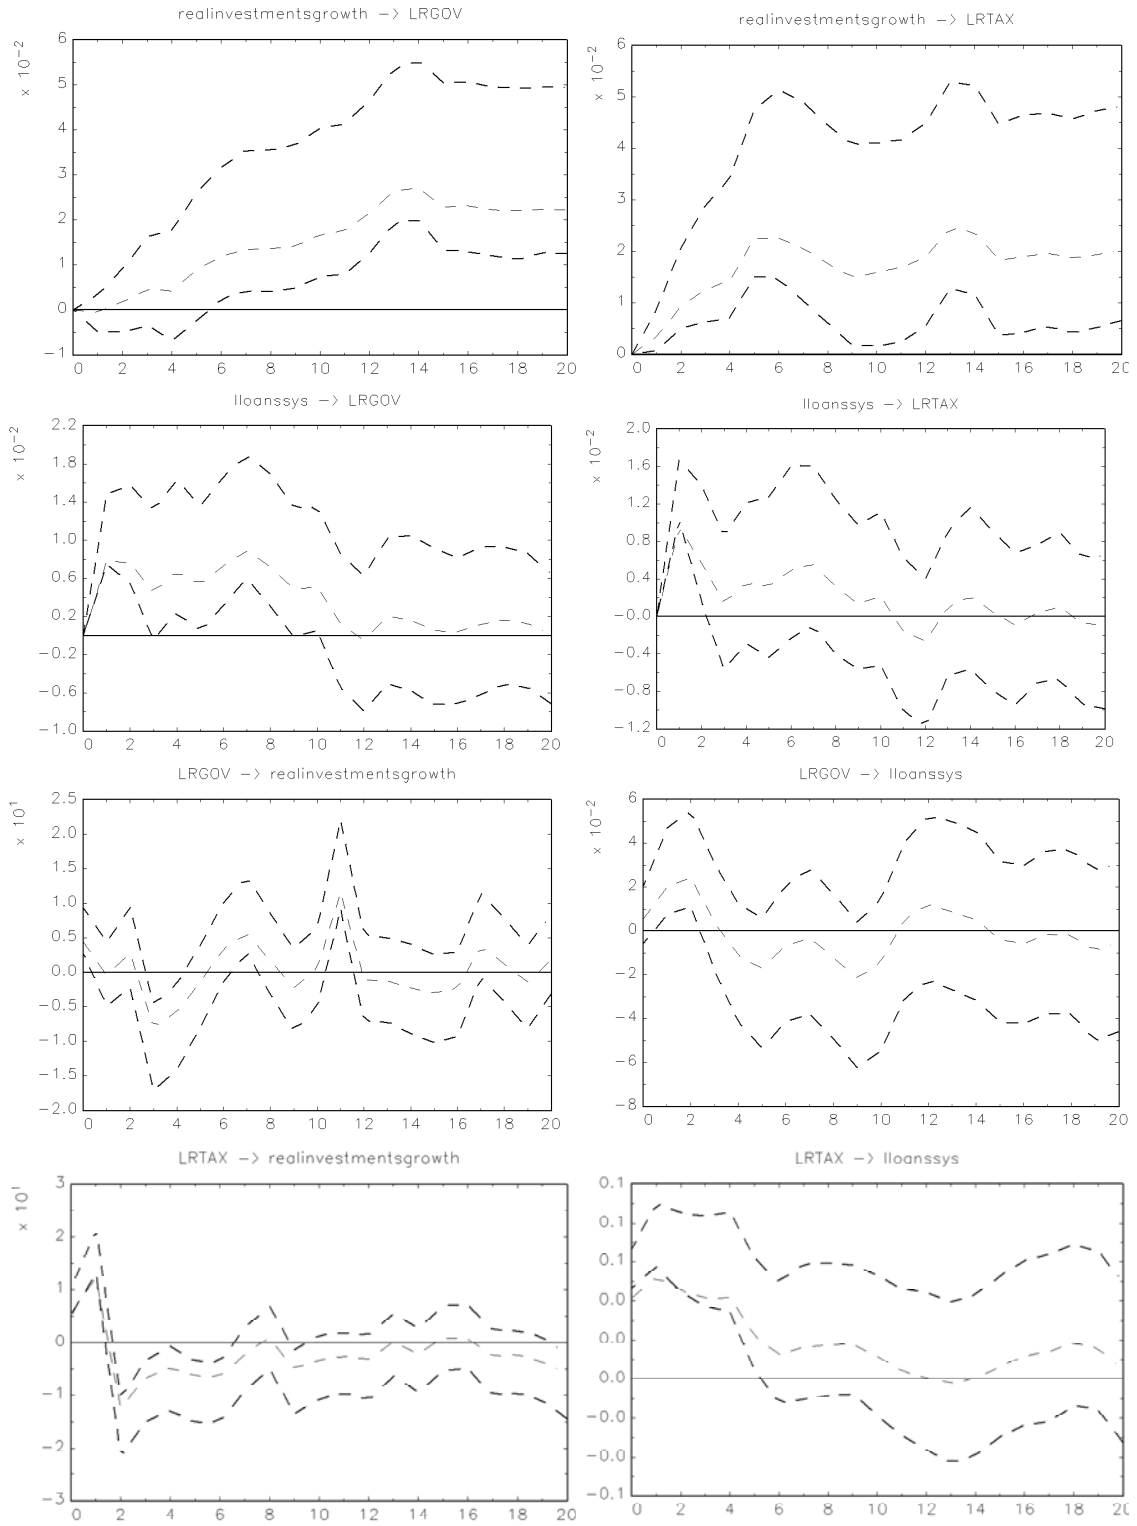 realinvestmentsgrowth −> LRGOV
x 10−2
6
5
4
3
2
1
0
−1
0 2 4 6 8 10 12 14 16 18 20
realinvestmentsgrowth −> LRTAX
x 10−2
6
5
4
3
2
1
0
0 2 4 6 8 10 12 14 16 18 20
lloanssys −> LRGOV
x 10−2
2.2
1.8
1.4
1.0
0.6
0.2
−0.2
−0.6
−1.0
0 2 4 6 8 10 12 14 16 18 20
lloanssys −> LRTAX
x 10−2
2.0
1.6
1.2
0.8
0.4
−0.0
−0.4
−0.8
−1.2
0 2 4 6 8 10 12 14 16 18 20
LRGOV −> realinvestmentsgrowth
x 101
2.5
2.0
1.5
1.0
0.5
0.0
−0.5
−1.0
−1.5
−2.0
0 2 4 6 8 10 12 14 16 18 20
LRGOV −> lloanssys
x 10−2
6
4
2
0
−2
−4
−6
−8
0 2 4 6 8 10 12 14 16 18 20
LRTAX −> realinvestmentsgrowth
x 101
3
2
1
0
−1
−2
−3
0 2 4 6 8 10 12 14 16 18 20
LRTAX −> lloanssys
0.1
0.1
0.1
0.0
0.0
0.0
−0.0
−0.0
−0.1
0 2 4 6 8 10 12 14 16 18 20